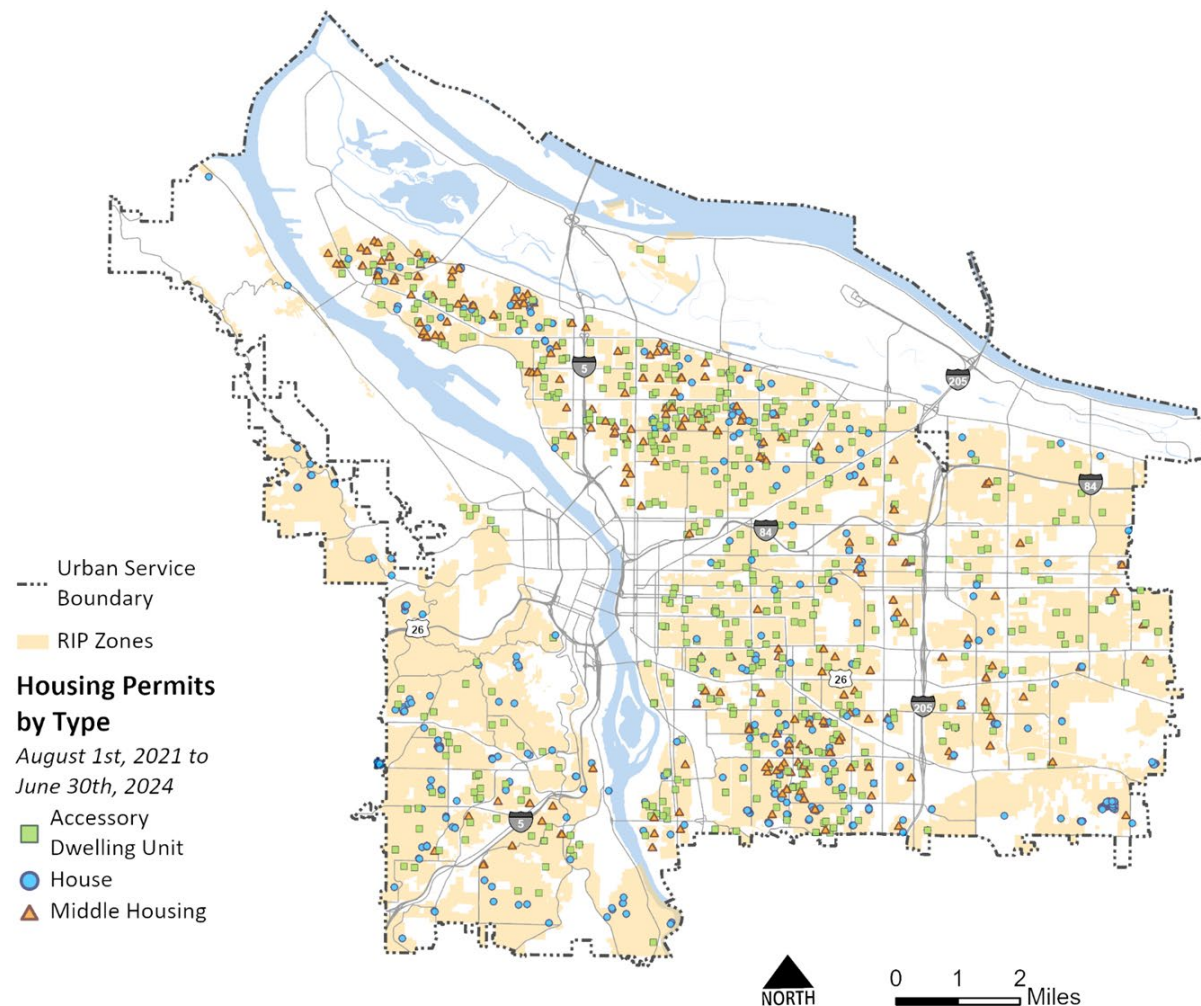 5
205
84
84
26
26
205
5
Urban Service
Boundary
RIP Zones
Housing Permits
by Type
August 1st, 2021 to
June 30th, 2024
Accessory
Dwelling Unit
House
Middle Housing
NORTH
0 1 2
Miles